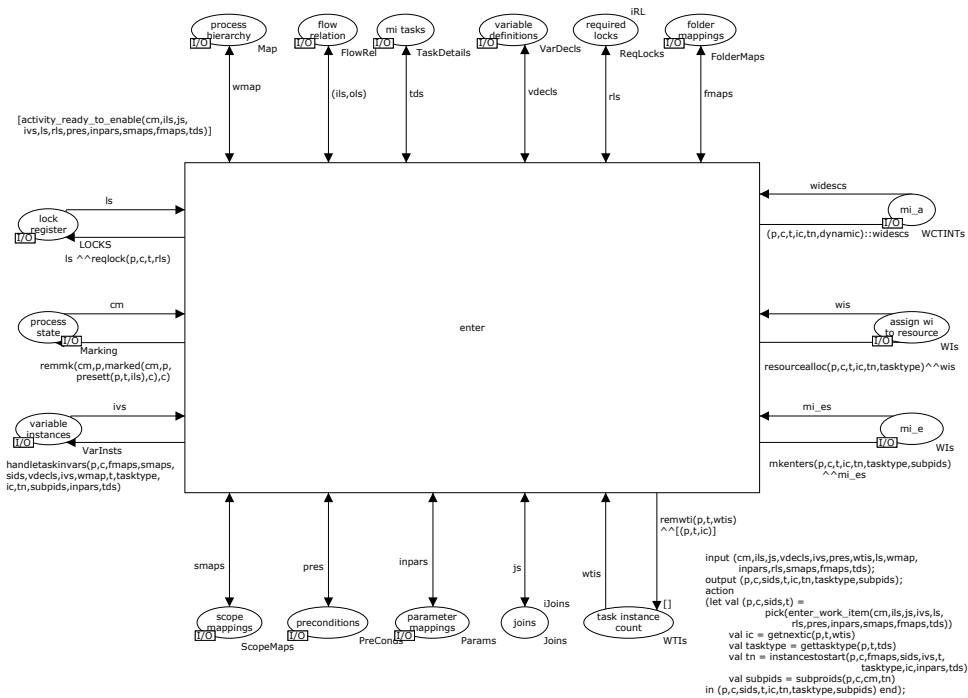 process
hierarchy
I/O
Map
flow
relation
I/O
FlowRel
mi tasks
I/O
TaskDetails
variable
definitions
I/O
VarDecls
iRL
required
locks
ReqLocks
folder
mappings
I/O
FolderMaps
wmap
(ils,ols)
tds
vdecls
rls
fmaps
[activity_ready_to_enable(cm,ils,js,
ivs,ls,rls,pres,inpars,smaps,fmaps,tds)]
ls
lock
register
I/O
LOCKS
ls ^^reqlock(p,c,t,rls)
cm
process
state
I/O
Marking
remmk(cm,p,marked(cm,p,
presett(p,t,ils),c),c)
ivs
variable
instances
I/O
VarInsts
handletaskinvars(p,c,fmaps,smaps,
sids,vdecls,ivs,wmap,t,tasktype,
ic,tn,subpids,inpars,tds)
enter
widescs
mi_a
I/O
(p,c,t,ic,tn,dynamic)::widescs
WCTINTs
wis
assign wi
to resource
I/O
WIs
resourcealloc(p,c,t,ic,tn,tasktype)^^wis
mi_es
mi_e
I/O
WIs
mkenters(p,c,t,ic,tn,tasktype,subpids)
^^mi_es
smaps
pres
inpars
js
wtis
remwti(p,t,wtis)
^^[(p,t,ic)]
scope
mappings
I/O
ScopeMaps
preconditions
I/O
PreConds
parameter
mappings
I/O
Params
iJoins
joins
Joins
[]
task instance
count
WTIs
input (cm,ils,js,vdecls,ivs,pres,wtis,ls,wmap,
inpars,rls,smaps,fmaps,tds);
output (p,c,sids,t,ic,tn,tasktype,subpids);
action
(let val (p,c,sids,t) =
pick(enter_work_item(cm,ils,js,ivs,ls,
rls,pres,inpars,smaps,fmaps,tds))
val ic = getnextic(p,t,wtis)
val tasktype = gettasktype(p,t,tds)
val tn = instancestostart(p,c,fmaps,sids,ivs,t,
tasktype,ic,inpars,tds)
val subpids = subproids(p,c,cm,tn)
in (p,c,sids,t,ic,tn,tasktype,subpids) end);